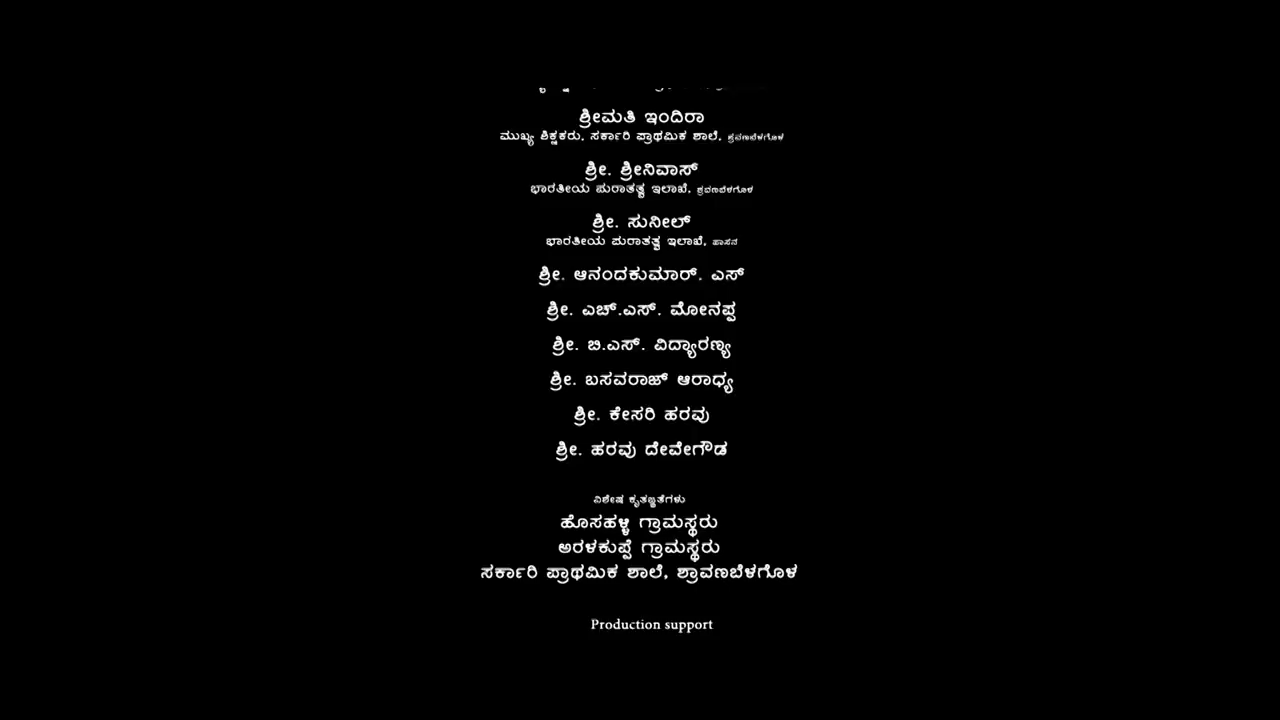 ಶ್ರೀಮತಿ ಇಂದಿರಾ
ಮುಖ್ಯ ಶಿಕ್ಷಕರು, ಸರ್ಕಾರಿ ಪ್ರಾಥಮಿಕ ಶಾಲೆ, ಶ್ರವಣಬೆಳಗೊಳ
ಶ್ರೀ. ಶ್ರೀನಿವಾಸ್
ಭಾರತೀಯ ಪುರಾತತ್ವ ಇಲಾಖೆ, ಶ್ರವಣಬೆಳಗೊಳ
ಶ್ರೀ. ಸುನೀಲ್
ಭಾರತೀಯ ಪುರಾತತ್ವ ಇಲಾಖೆ, ಹಾಸನ
ಶ್ರೀ. ಆನಂದಕುಮಾರ್. ಎಸ್
ಶ್ರೀ. ಎಚ್.ಎಸ್. ಮೋನಪ್ಪ
ಶ್ರೀ. ಬಿ.ಎಸ್. ವಿದ್ಯಾರಣ್ಯ
ಶ್ರೀ. ಬಸವರಾಜ್ ಆರಾಧ್ಯ
ಶ್ರೀ. ಕೇಸರಿ ಹರವು
ಶ್ರೀ. ಹರವು ದೇವೇಗೌಡ
ವಿಶೇಷ ಕೃತಜ್ಞತೆಗಳು
ಹೊಸಹಳ್ಳಿ ಗ್ರಾಮಸ್ಥರು
ಅರಳಕುಪ್ಪೆ ಗ್ರಾಮಸ್ಥರು
ಸರ್ಕಾರಿ ಪ್ರಾಥಮಿಕ ಶಾಲೆ, ಶ್ರಾವಣಬೆಳಗೊಳ
Production support